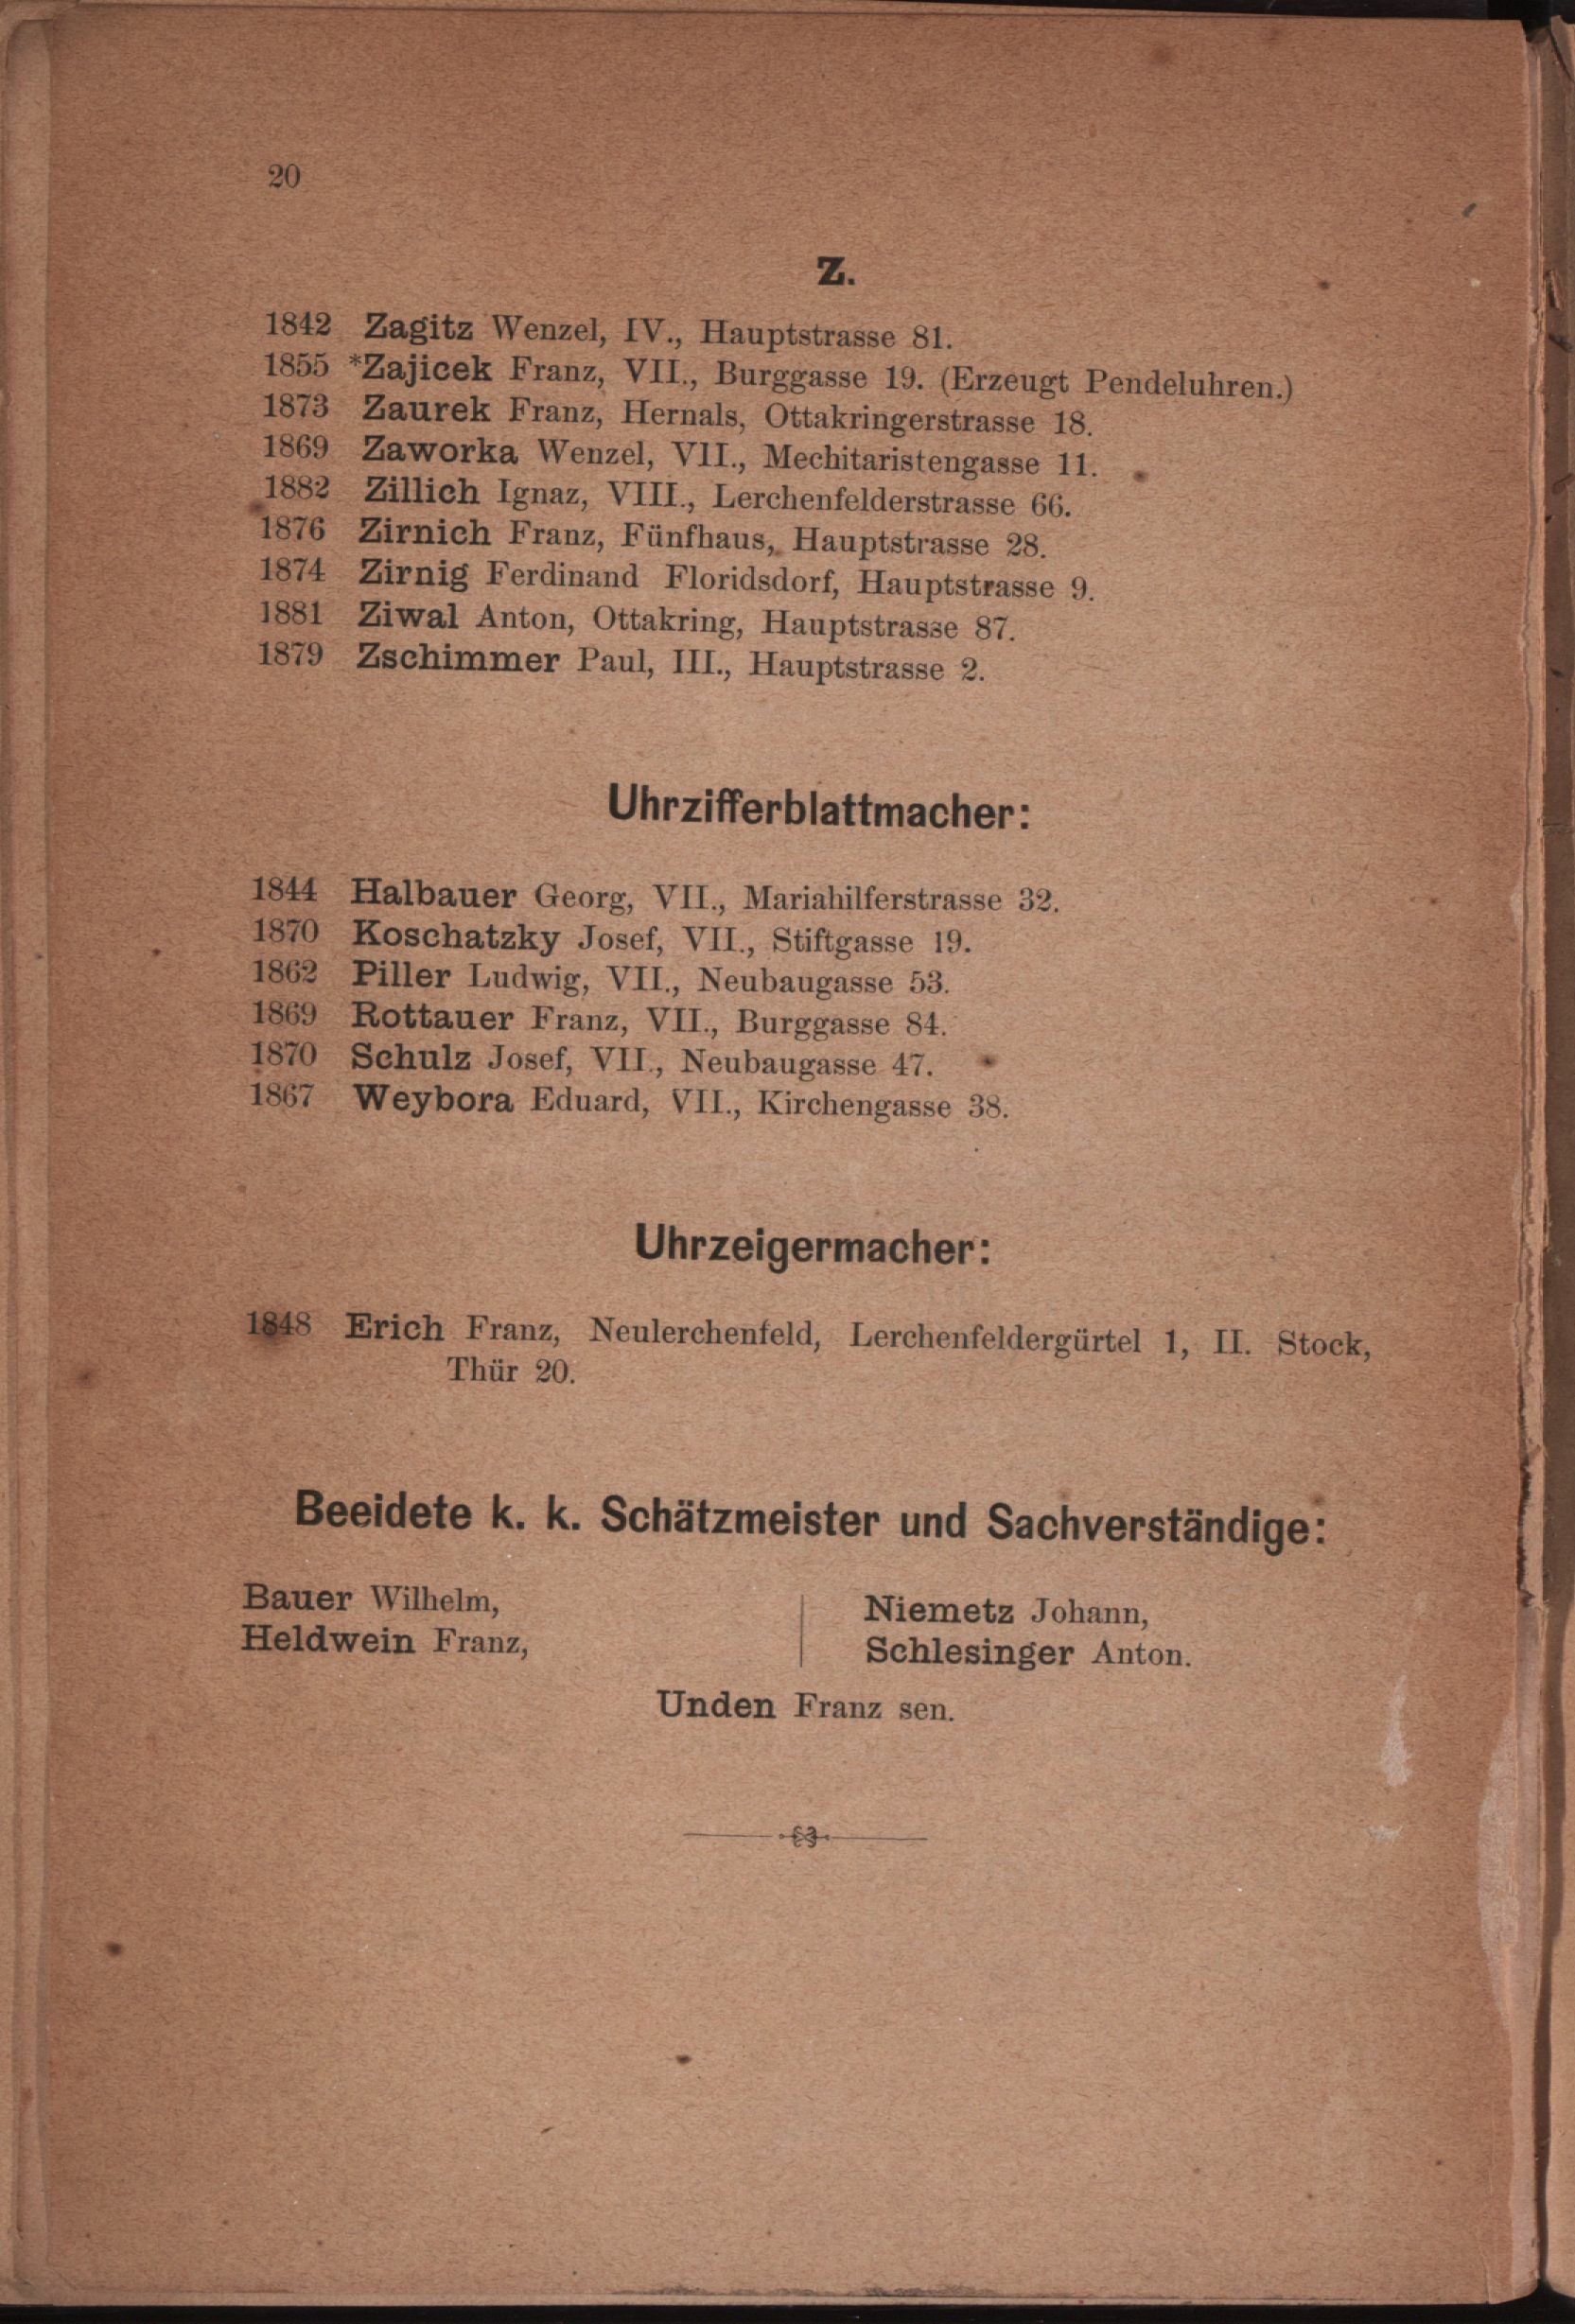 20
Z.
1842 Zagitz Wenzel, IV., Hauptstrasse 81.
1855 *Zajicek Franz, VII., Burggasse 19. (Erzeugt Pendeluhren.)
1873 Zaurek Franz, Hernals, Ottakringerstrasse 18.
1869 Zaworka Wenzel, VII., Mechitaristengasse 11.
1882 Zillich Ignaz, VIII., Lerchenfelderstrasse 66.
1876 Zirnich Franz, Fünfhaus, Hauptstrasse 28.
1874 Zirnig Ferdinand Floridsdorf, Hauptstrasse 9.
1881 Ziwal Anton, Ottakring, Hauptstrasse 87.
1879 Zschimmer Paul, III., Hauptstrasse 2.
Uhrzifferblattmacher:
1844 Halbauer Georg, VII., Mariahilferstrasse 32.
1870 Koschatzky Josef, VII., Stiftgasse 19.
1862 Piller Ludwig, VII., Neubaugasse 53.
1869 Rottauer Franz, VII., Burggasse 84.
1870 Schulz Josef, VII., Neubaugasse 47.
1867 Weybora Eduard, VII., Kirchengasse 38.
Uhrzeigermacher:
1848 Erich Franz, Neulerchenfeld, Lerchenfeldergürtel 1, II. Stock,
Thür 20.
Beeidete k. k. Schätzmeister und Sachverständige:
Bauer Wilhelm,
Heldwein Franz,
Niemetz Johann,
Schlesinger Anton.
Unden Franz sen.